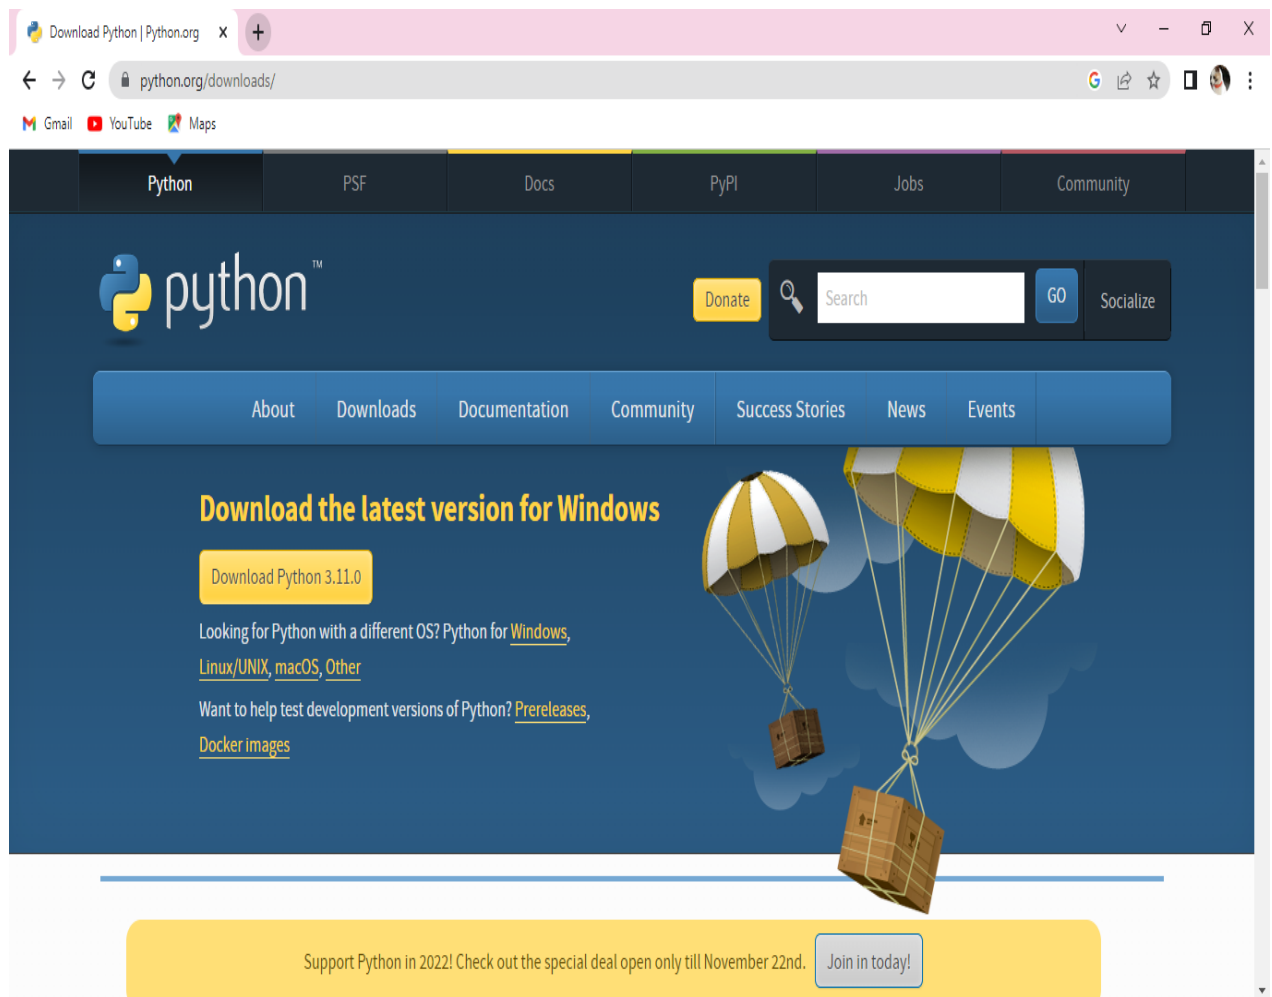 Download Python | Python.org
python.org/downloads/
Gmail YouTube Maps
Python PSF Docs PyPI Jobs Community
python™
Donate Search GO Socialize
About Downloads Documentation Community Success Stories News Events
Download the latest version for Windows
Download Python 3.11.0
Looking for Python with a different OS? Python for Windows,
Linux/UNIX, macOS, Other
Want to help test development versions of Python? Prereleases,
Docker images
Support Python in 2022! Check out the special deal open only till November 22nd. Join in today!